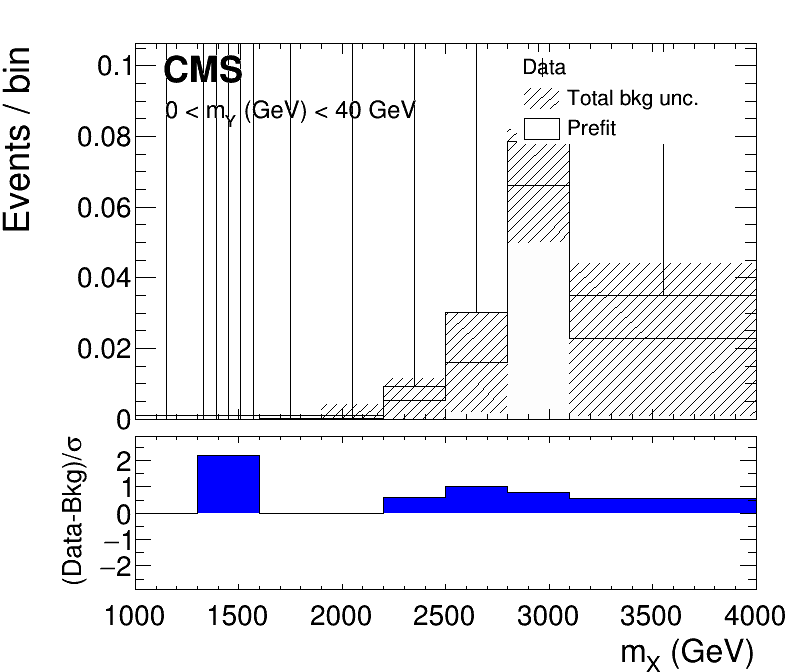 Events / bin
0.1
0.08
0.06
0.04
0.02
0
CMS
0 < mY (GeV) < 40 GeV
Data
Total bkg unc.
Prefit
(Data-Bkg)/σ
2
1
0
−1
−2
1000 1500 2000 2500 3000 3500 4000
mX (GeV)